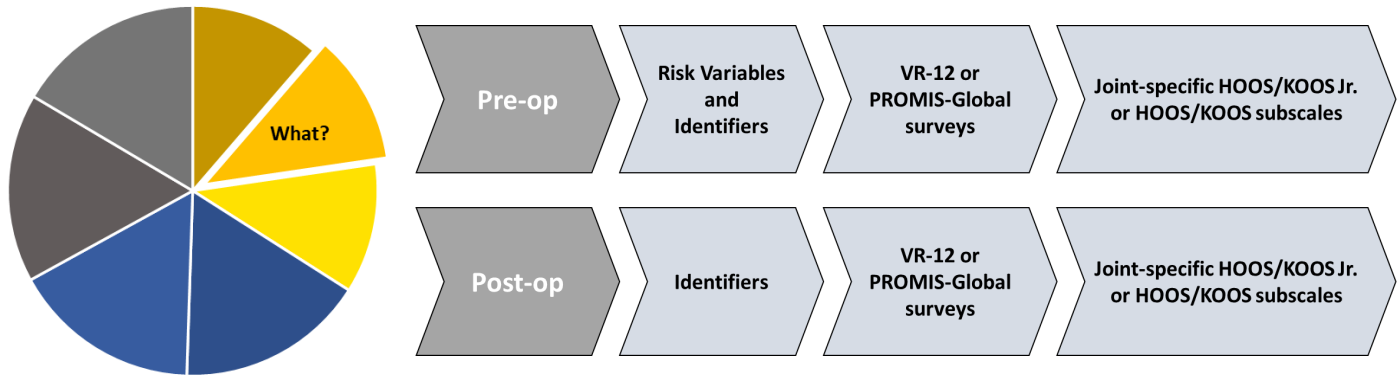 What?
Pre-op
Risk Variables
and
Identifiers
VR-12 or
PROMIS-Global
surveys
Joint-specific HOOS/KOOS Jr.
or HOOS/KOOS subscales
Post-op
Identifiers
VR-12 or
PROMIS-Global
surveys
Joint-specific HOOS/KOOS Jr.
or HOOS/KOOS subscales